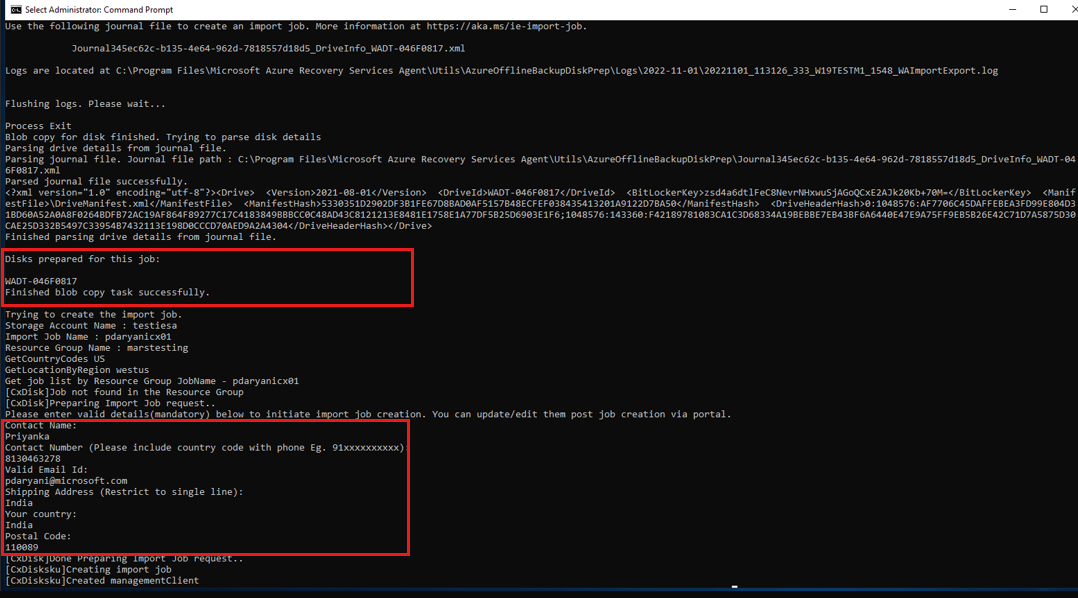 Select Administrator: Command Prompt
Use the following journal file to create an import job. More information at https://aka.ms/ie-import-job.
Journal345ec62c-b135-4e64-962d-7818557d18d5_DriveInfo_WADT-046F0817.xml
Logs are located at C:\Program Files\Microsoft Azure Recovery Services Agent\Utils\AzureOfflineBackupDiskPrep\Logs\2022-11-01\20221101_113126_333_W19TESTM1_1548_WAImportExport.log
Flushing logs. Please wait...
Process Exit
Blob copy for disk finished. Trying to parse disk details
Parsing drive details from journal file.
Parsing journal file. Journal file path : C:\Program Files\Microsoft Azure Recovery Services Agent\Utils\AzureOfflineBackupDiskPrep\Journal345ec62c-b135-4e64-962d-7818557d18d5_DriveInfo_WADT-04
6F0817.xml
Parsed journal file successfully.
<?xml version="1.0" encoding="utf-8"?><Drive>  <Version>2021-08-01</Version>  <DriveId>WADT-046F0817</DriveId>  <BitLockerKey>zsd4a6dtlFeC8NevrNHxwuSjAGoQCxE2AJk20Kb+70M=</BitLockerKey>  <Manif
estFile>\DriveManifest.xml</ManifestFile>  <ManifestHash>5330351D2902DF3B1FE67D8BAD0AF5157B48ECFEF038435413201A9122D7BA50</ManifestHash>  <DriveHeaderHash>0:1048576:AF7706C45DAFFEBEA3FD99E804D3
1BD60A52A0A8F0264BDFB72AC19AF864F89277C17C4183849BBBCC0C48AD43C8121213E8481E1758E1A77DF5B25D6903E1F6;1048576:143360:F42189781083CA1C3D68334A19BEBBE7EB43BF6A6440E47E9A75FF9EB5B26E42C71D7A5875D30
CAE25D332B5497C33954B7432113E198D0CCCD70AED9A2A4304</DriveHeaderHash></Drive>
Finished parsing drive details from journal file.
Disks prepared for this job:
WADT-046F0817
Finished blob copy task successfully.
Trying to create the import job.
Storage Account Name : testiesa
Import Job Name : pdaryanicx01
Resource Group Name : marstesting
GetCountryCodes US
GetLocationByRegion westus
Get job list by Resource Group JobName - pdaryanicx01
[CxDisk]Job not found in the Resource Group
[CxDisk]Preparing Import Job request..
Please enter valid details(mandatory) below to initiate import job creation. You can update/edit them post job creation via portal.
Contact Name:
Priyanka
Contact Number (Please include country code with phone Eg. 91xxxxxxxxxx):
8130463278
Valid Email Id:
pdaryani@microsoft.com
Shipping Address (Restrict to single line):
India
Your country:
India
Postal Code:
110089
[CxDisk]Done Preparing Import Job request..
[CxDisksku]Creating import job
[CxDisksku]Created managementClient